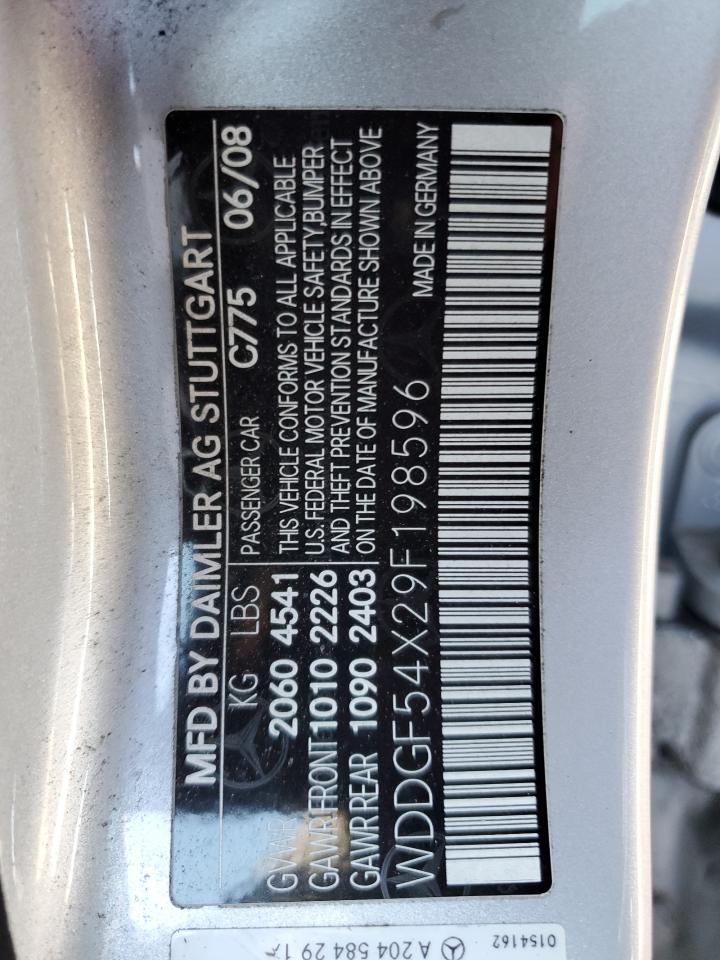 MFD BY DAIMLER AG STUTTGART
KG LBS PASSENGER CAR C775 06/08
GVWR 2060 4541 THIS VEHICLE CONFORMS TO ALL APPLICABLE
GAWR FRONT 1010 2226 U.S. FEDERAL MOTOR VEHICLE SAFETY, BUMPER
GAWR REAR 1090 2403 AND THEFT PREVENTION STANDARDS IN EFFECT
ON THE DATE OF MANUFACTURE SHOWN ABOVE
WDDGF54X29F198596 MADE IN GERMANY
0154162
A 204 584 29 17